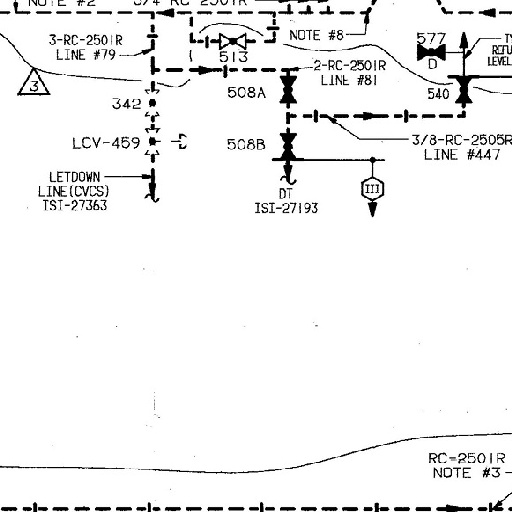 NOTE #2
3/4-RC-2501R
3-RC-2501R
LINE #79
513
NOTE #8
577
D
2-RC-2501R
LINE #81
3
342
508A
540
LCV-459
D
508B
3/8-RC-2505R
LINE #447
LETDOWN
LINE(CVCS)
ISI-27363
DT
ISI-27193
III
RC-2501R
NOTE #3